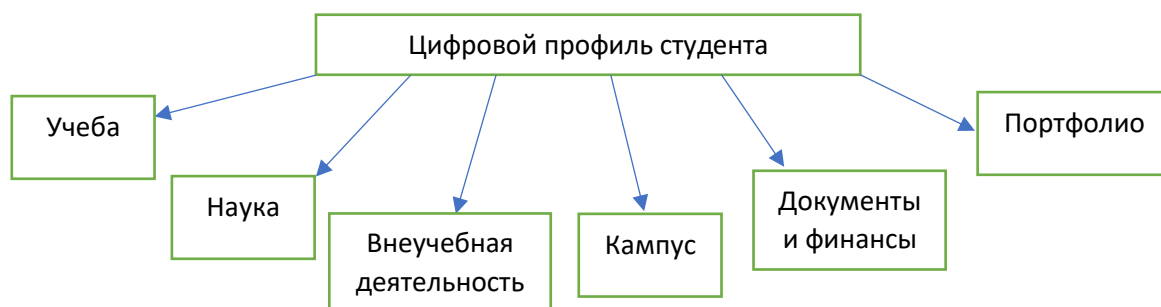 Цифровой профиль студента
Учеба
Наука
Внеучебная
деятельность
Кампус
Документы
и финансы
Портфолио